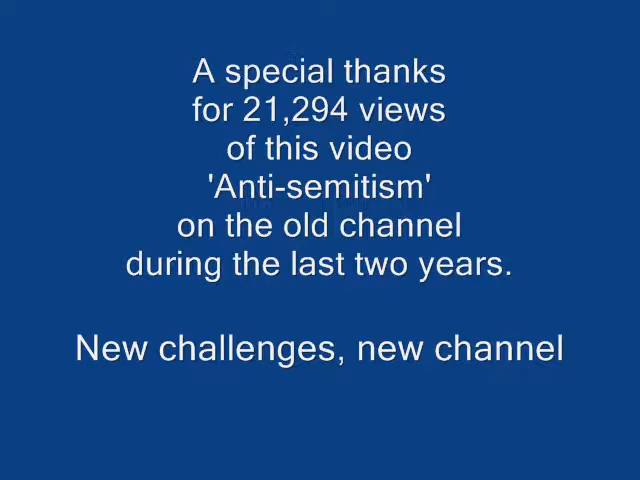 A special thanks
for 21,294 views
of this video
'Anti-semitism'
on the old channel
during the last two years.
New challenges, new channel